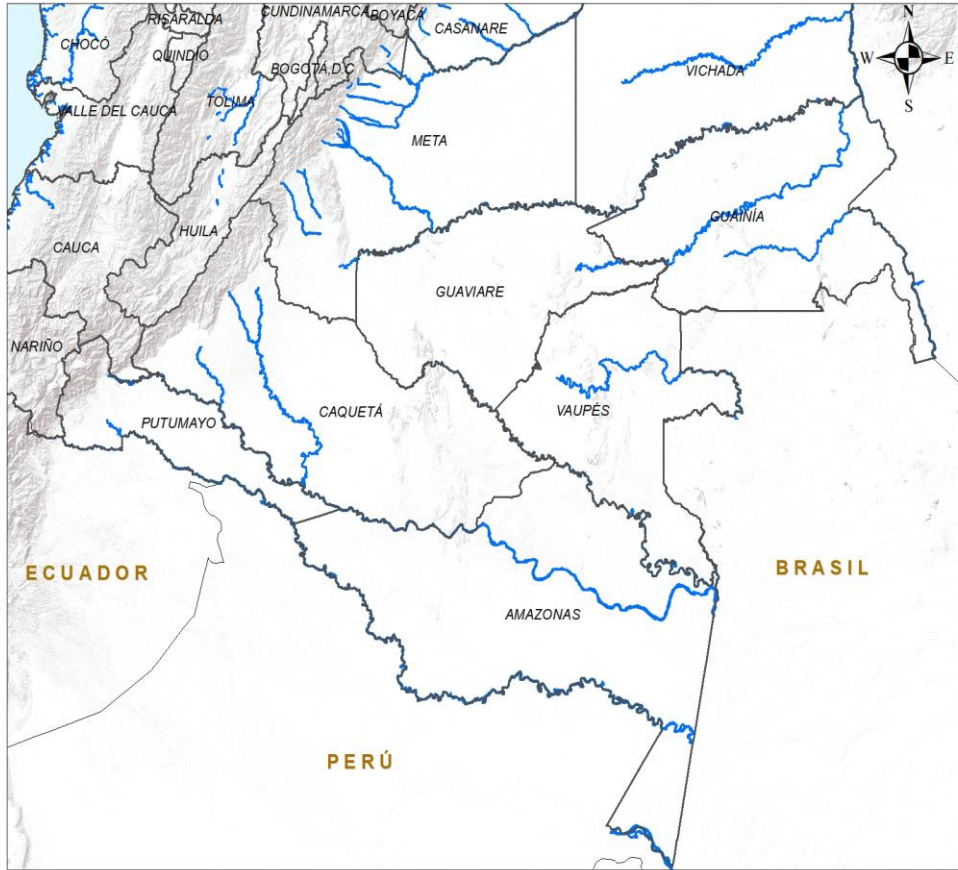 CUNDINAMARCA
BOYACÁ
RISARALDA
CASANARE
N
CHOCÓ
QUINDIO
BOGOTÁ D.C
W
E
VICHADA
S
VALLE DEL CAUCA
TOLIMA
META
GUAINÍA
CAUCA
HUILA
GUAVIARE
NARIÑO
CAQUETÁ
VAUPÉS
PUTUMAYO
ECUADOR
BRASIL
AMAZONAS
PERÚ